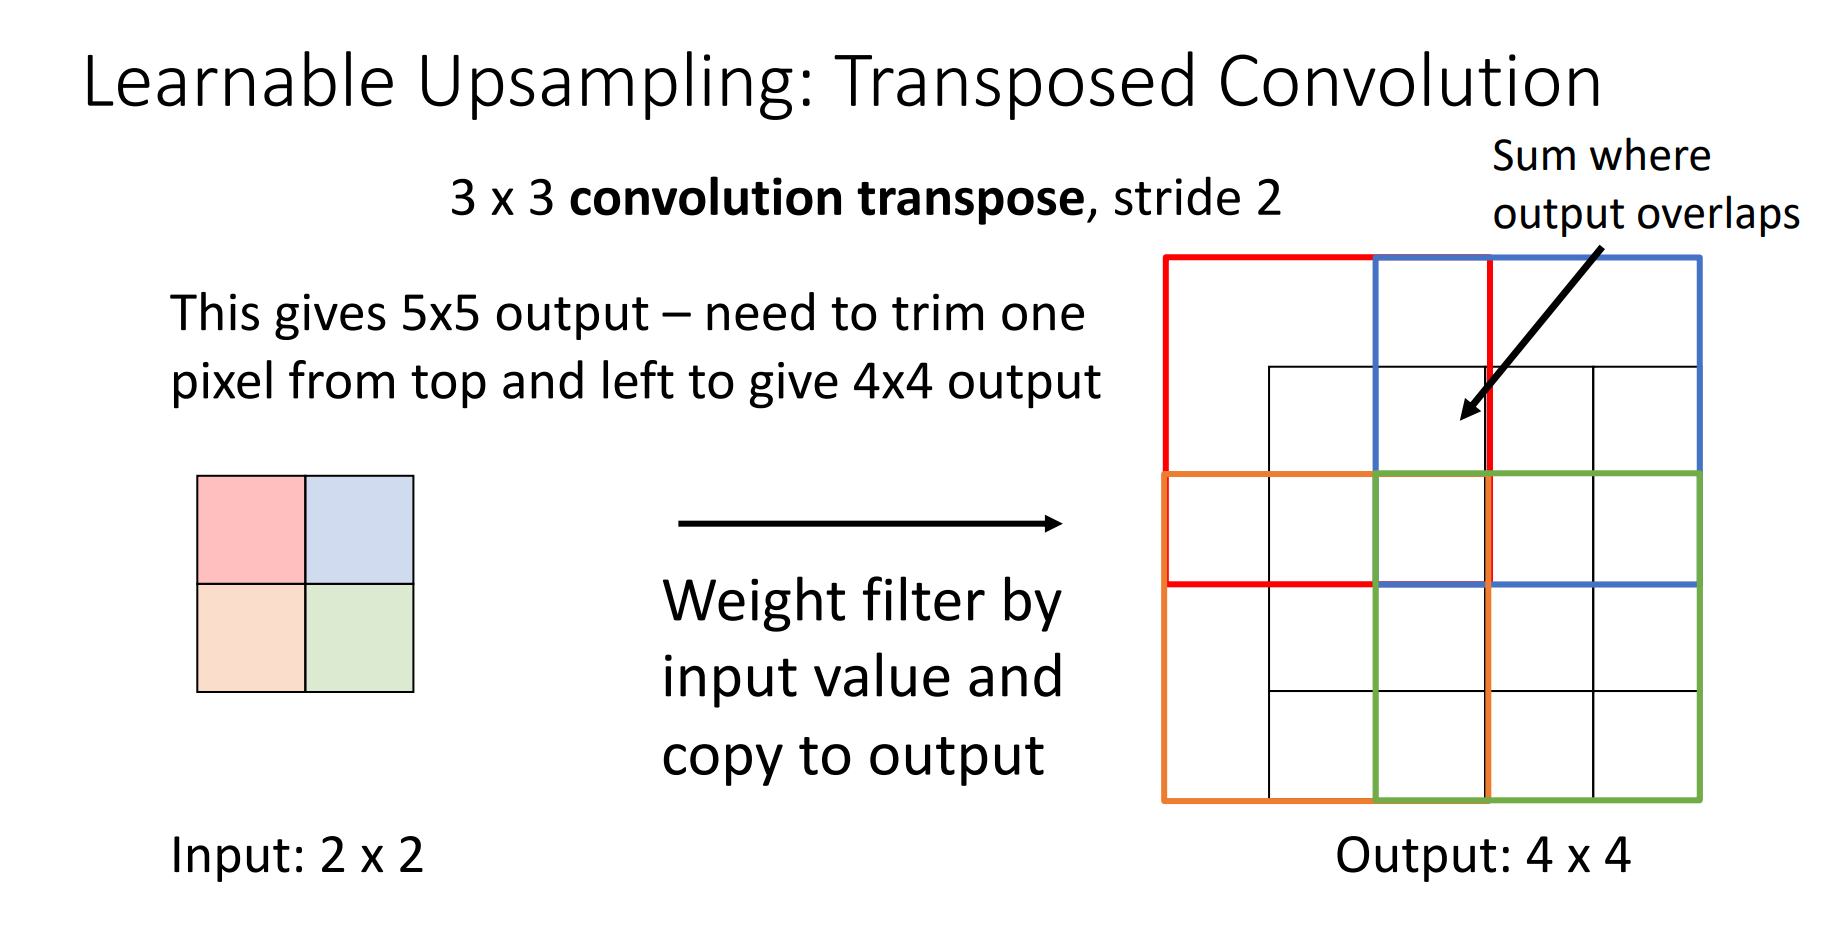 Learnable Upsampling: Transposed Convolution
Sum where
output overlaps
3 x 3 convolution transpose, stride 2
This gives 5x5 output – need to trim one
pixel from top and left to give 4x4 output
Weight filter by
input value and
copy to output
Input: 2 x 2
Output: 4 x 4